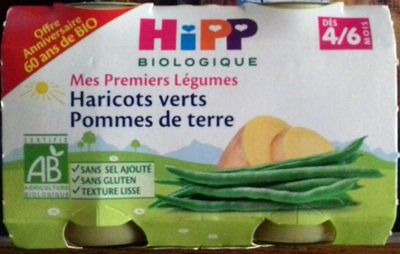 Offre
Anniversaire
60 ans de BIO
HiPP
BIOLOGIQUE
DÈS
4/6 MOIS
Mes Premiers Légumes
Haricots verts
Pommes de terre
CERTIFIÉ
AB
AGRICULTURE
BIOLOGIQUE
✓SANS SEL AJOUTÉ
✓SANS GLUTEN
✓TEXTURE LISSE